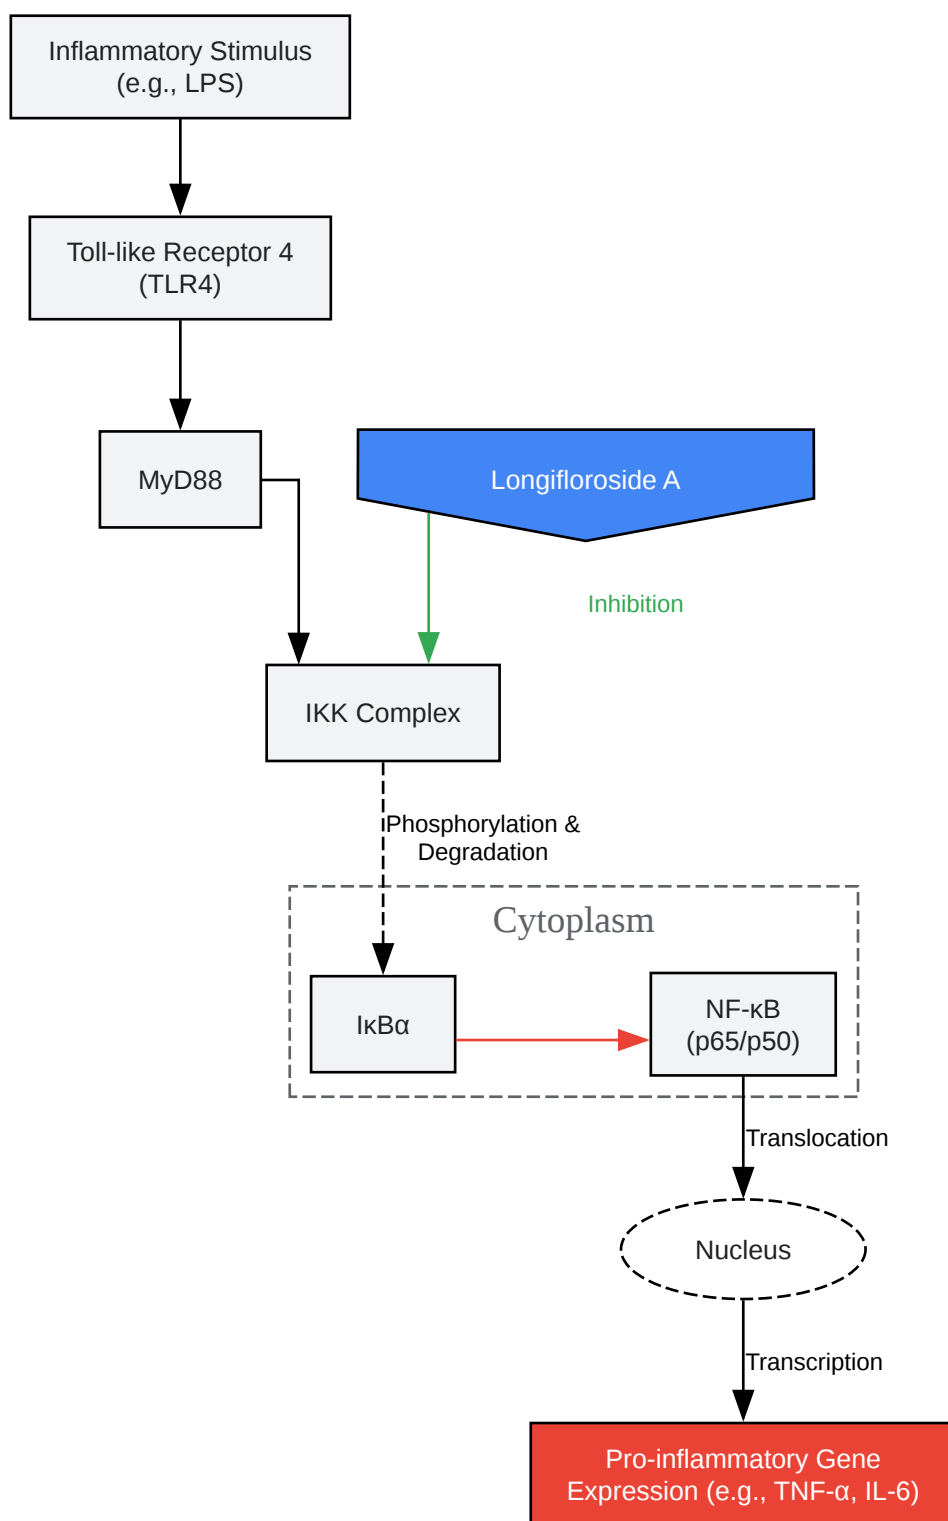 Inflammatory Stimulus
(e.g., LPS)
Toll-like Receptor 4
(TLR4)
MyD88
Longifloroside A
Inhibition
IKK Complex
Phosphorylation &
Degradation
Cytoplasm
IκBα
NF-κB
(p65/p50)
Translocation
Nucleus
Transcription
Pro-inflammatory Gene
Expression (e.g., TNF-α, IL-6)